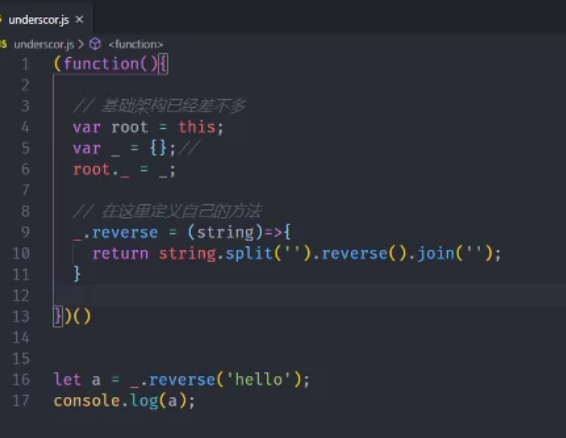 underscor.js ×
JS underscor.js > <function>
1 (function(){
2
3 // 基础架构已经差不多
4 var root = this;
5 var _ = {};//
6 root._ = _;
7
8 // 在这里定义自己的方法
9 _.reverse = (string)=>{
10 return string.split('').reverse().join('');
11 }
12
13 })()
14
15
16 let a = _.reverse('hello');
17 console.log(a);